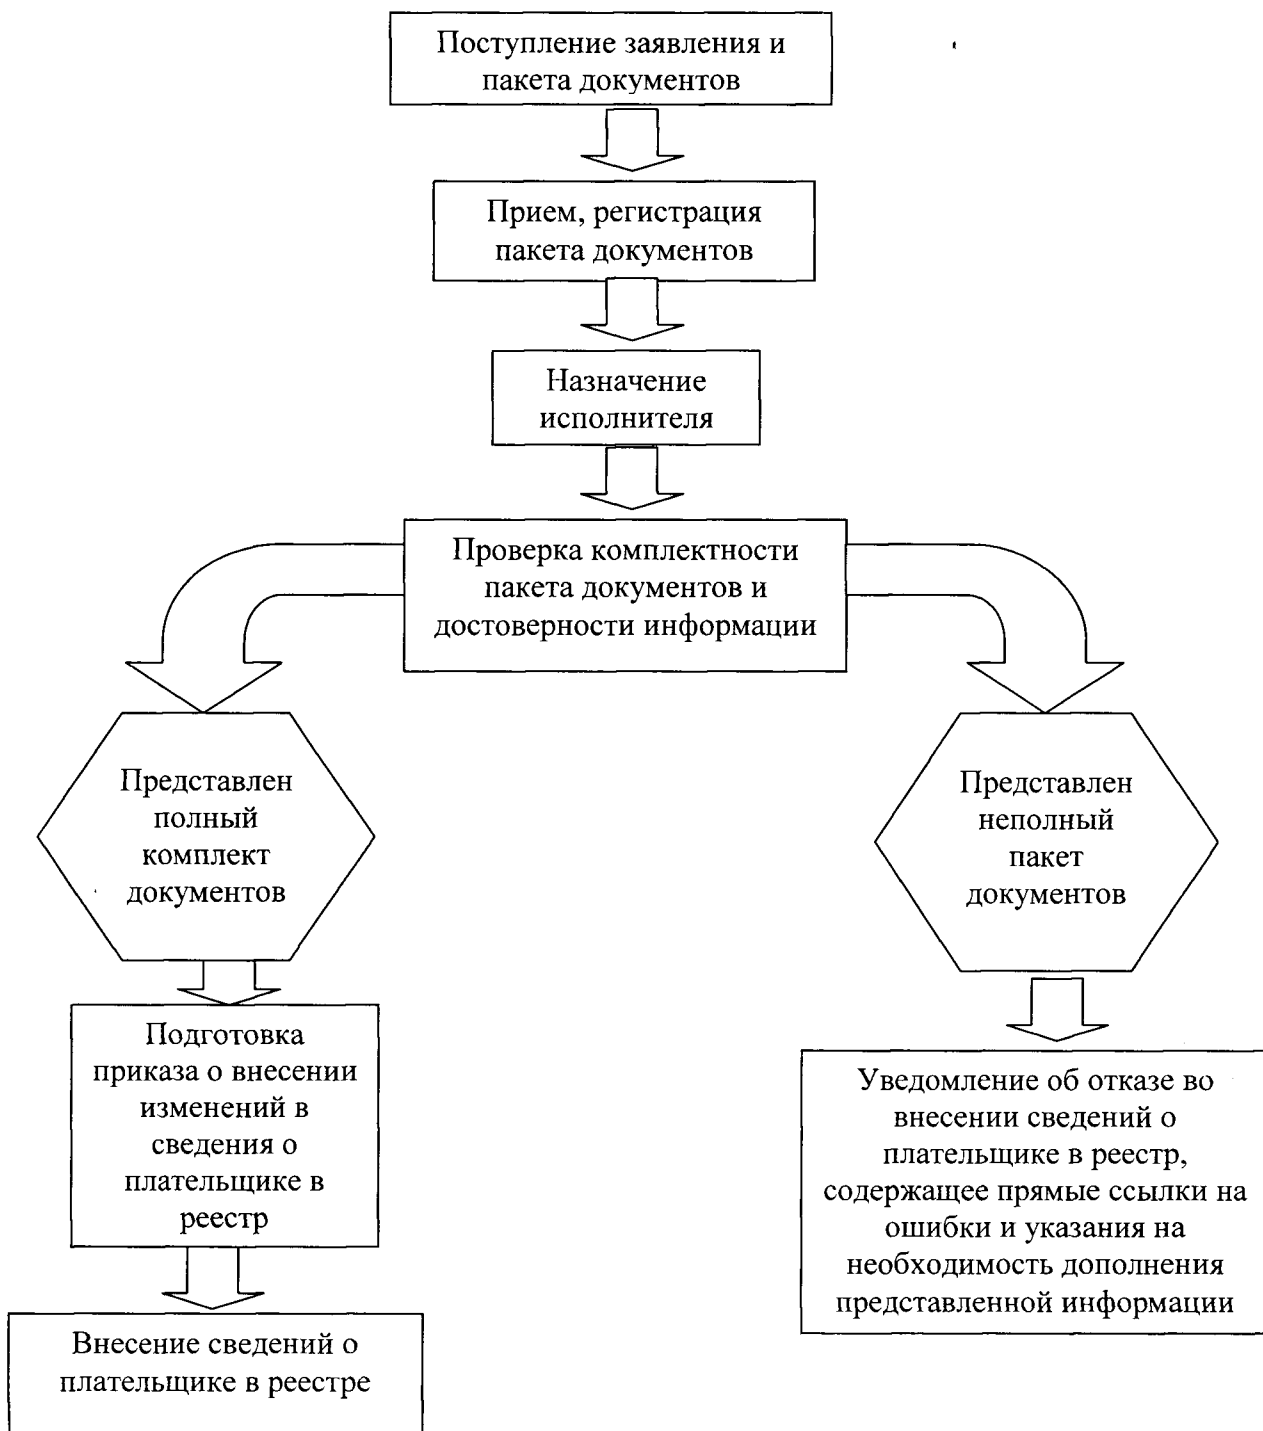 Поступление заявления и
пакета документов
Прием, регистрация
пакета документов
Назначение
исполнителя
Проверка комплектности
пакета документов и
достоверности информации
Представлен
полный
комплект
документов
Представлен
неполный
пакет
документов
Подготовка
приказа о внесении
изменений в
сведения о
плательщике в
реестр
Уведомление об отказе во
внесении сведений о
плательщике в реестр,
содержащее прямые ссылки на
ошибки и указания на
необходимость дополнения
представленной информации
Внесение сведений о
плательщике в реестре